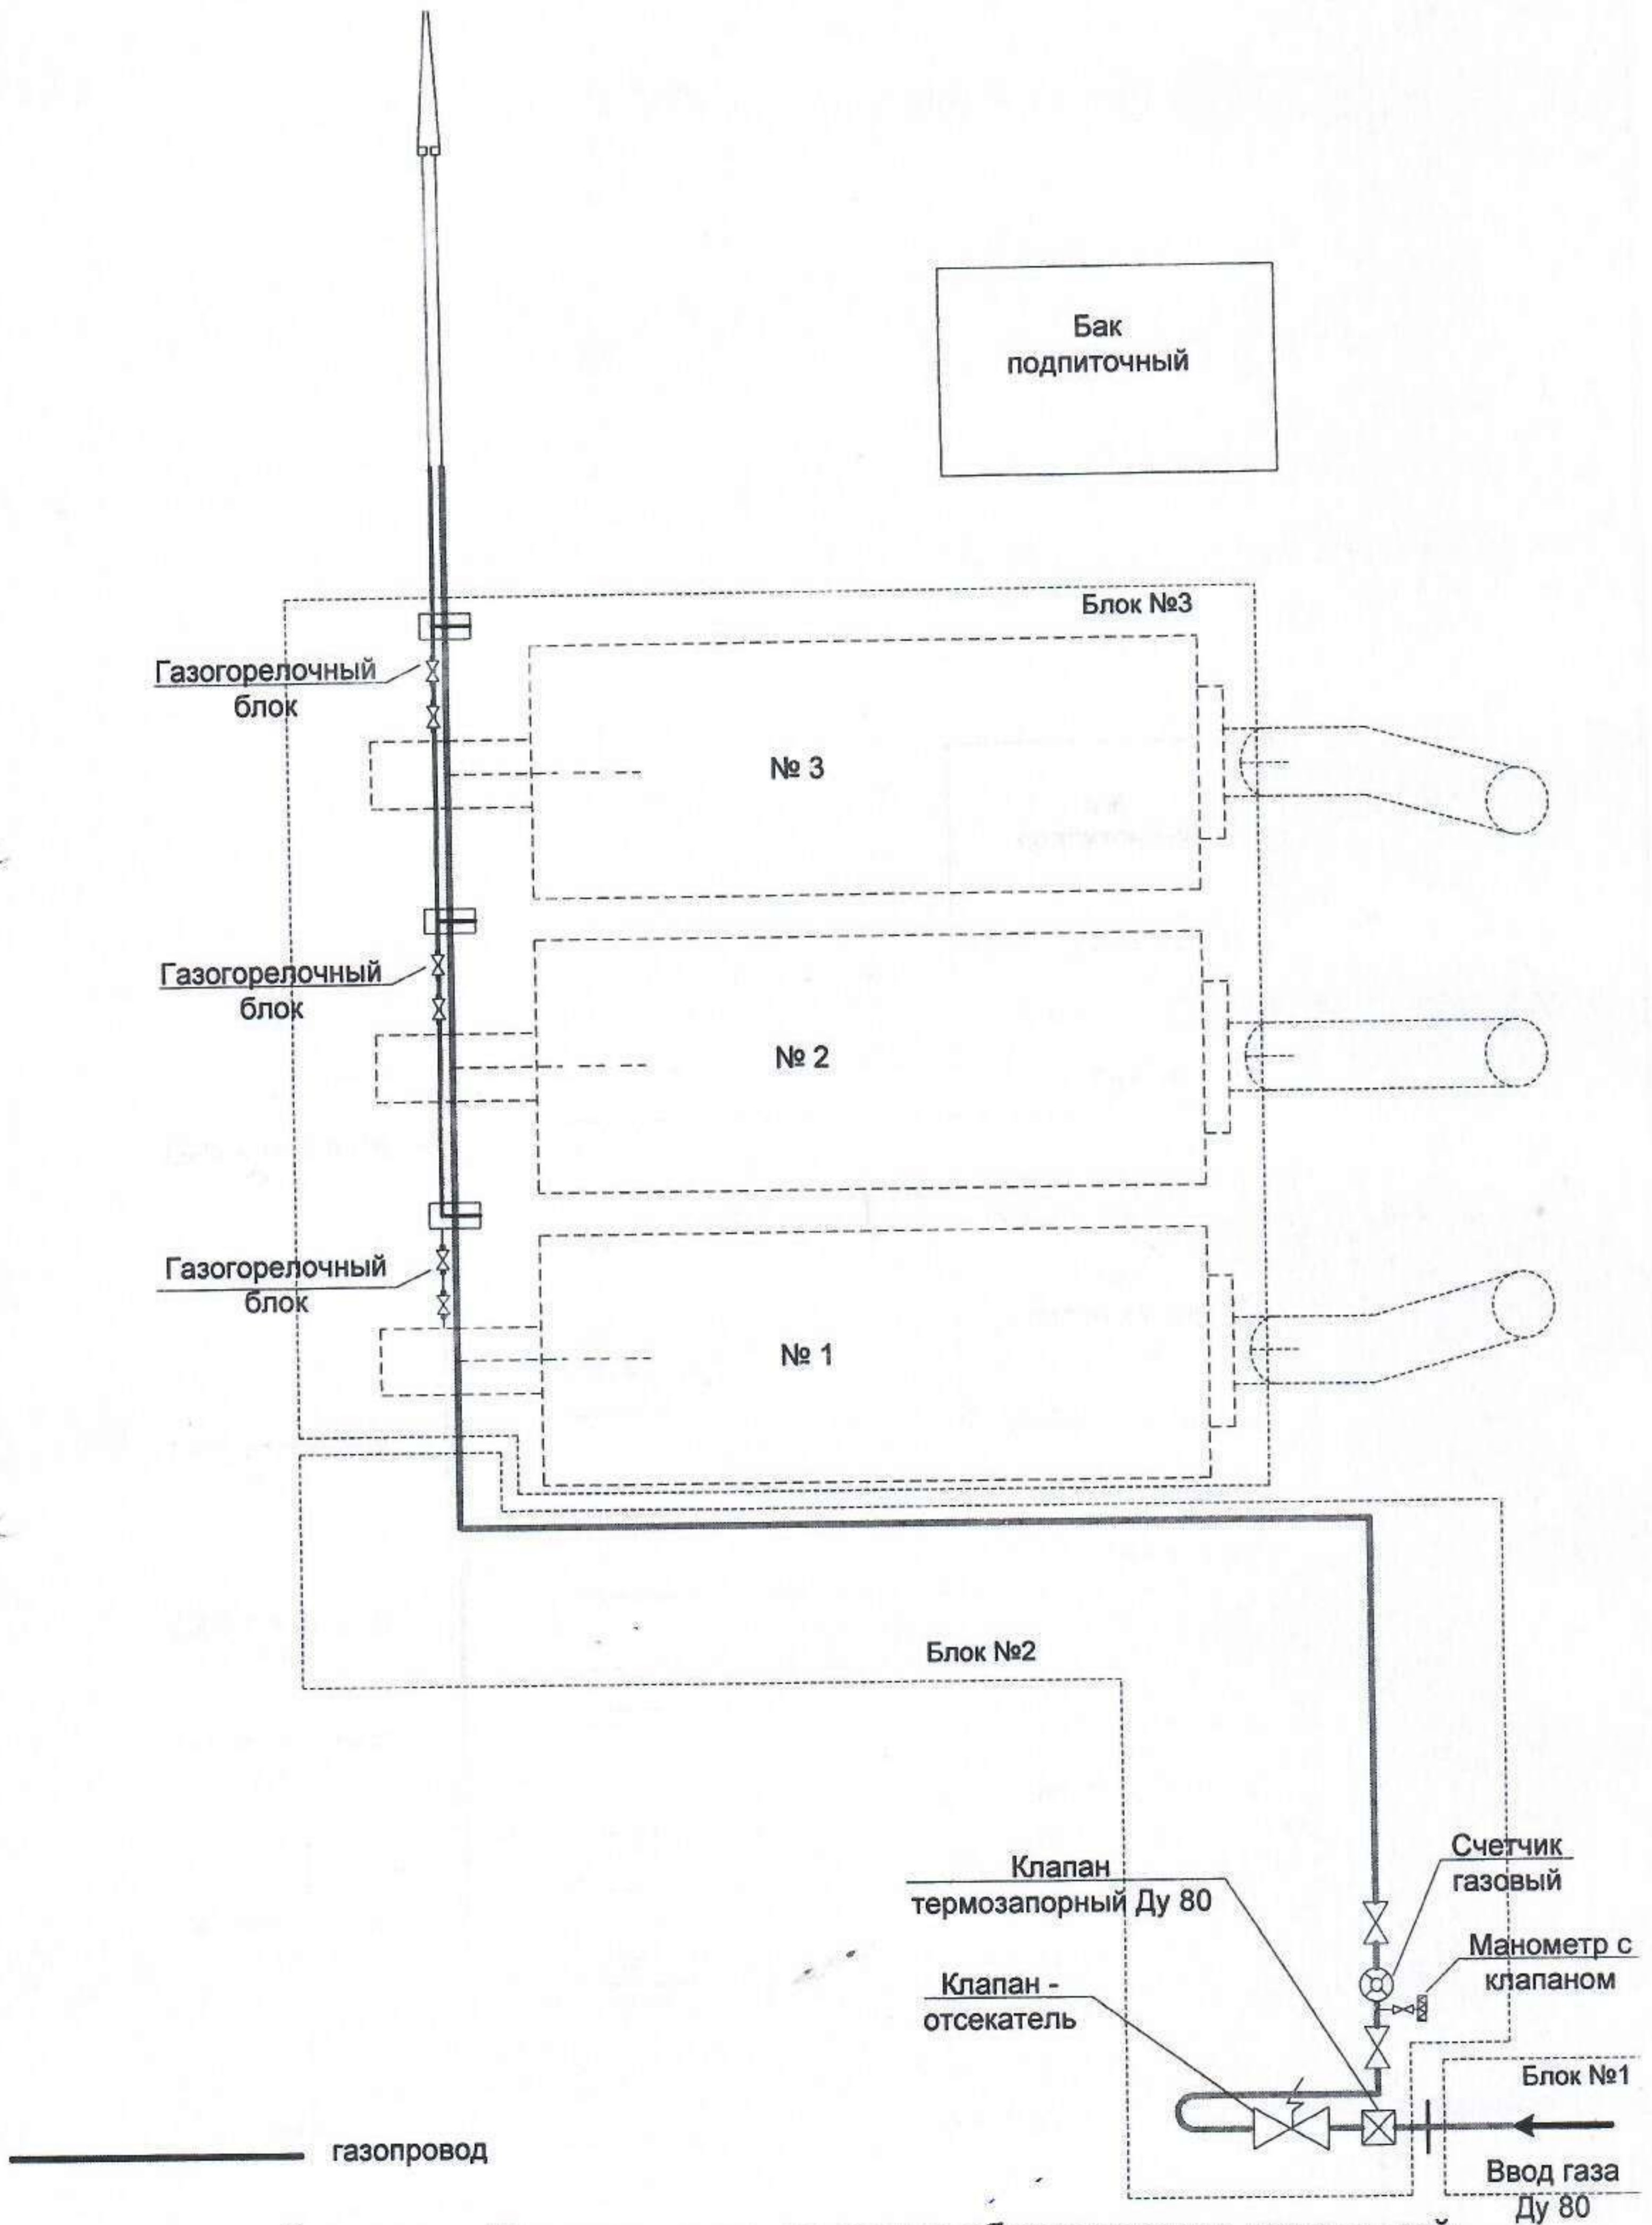 Бак
подпиточный
Блок №3
Газогорелочный
блок
№ 3
Газогорелочный
блок
№ 2
Газогорелочный
блок
№ 1
Блок №2
Клапан
термозапорный Ду 80
Счетчик
газовый
Манометр с
клапаном
Клапан -
отсекатель
Блок №1
Ввод газа
Ду 80
газопровод